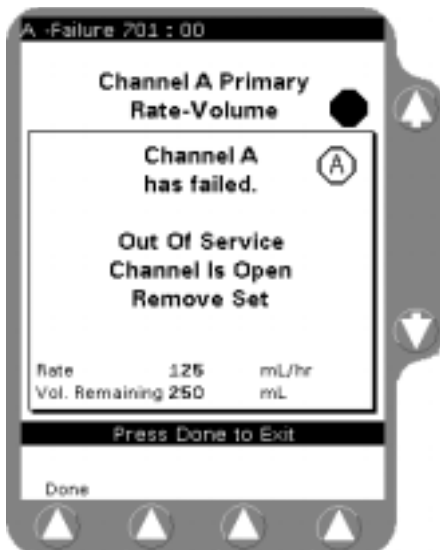 A -Failure 701 : 00
Channel A Primary
Rate-Volume
Channel A
has failed.
A
Out Of Service
Channel Is Open
Remove Set
Rate 125 mL/hr
Vol. Remaining 250 mL
Press Done to Exit
Done